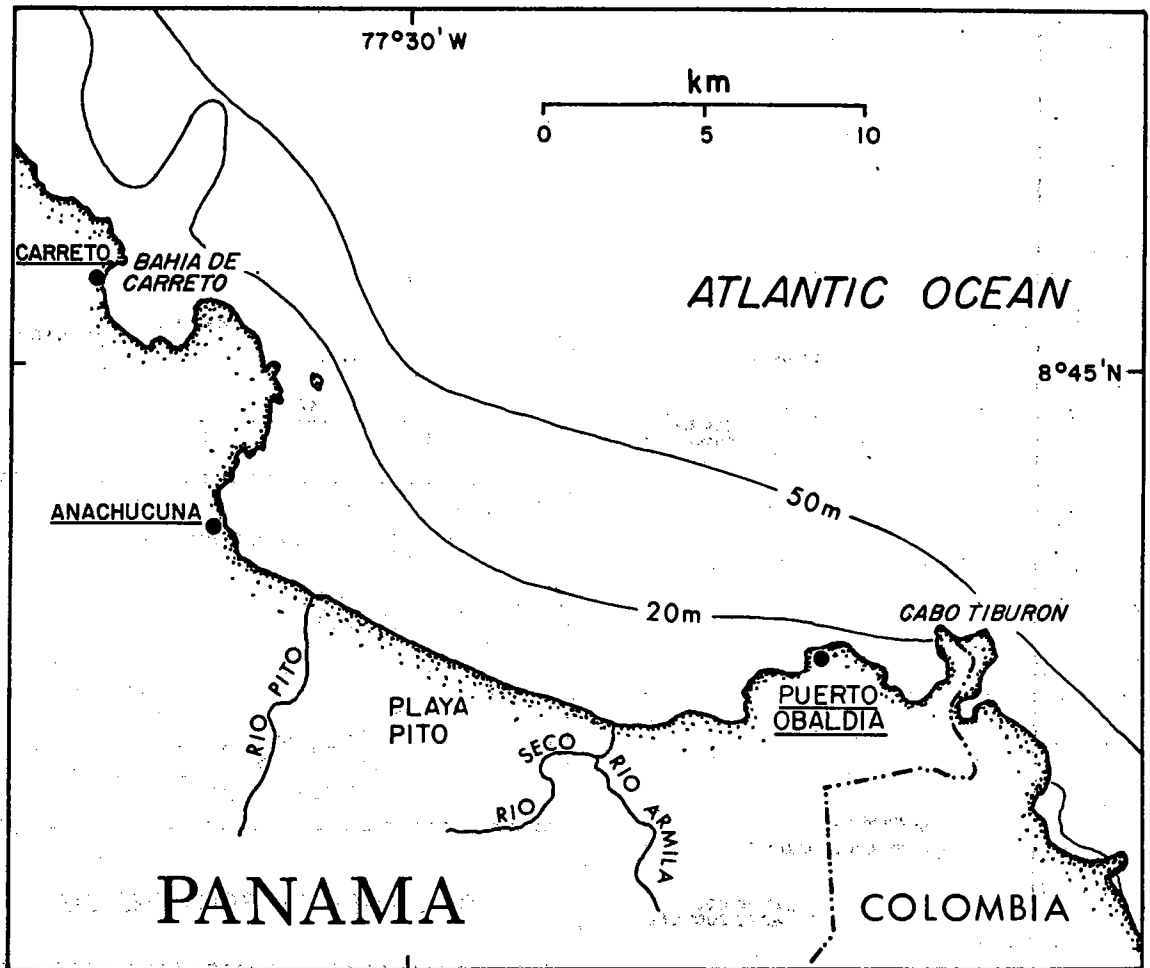 77°30' W
km
0 5 10
CARRETO
BAHIA DE
CARRETO
ATLANTIC OCEAN
8°45'N
50m
ANACHUCUNA
20m
CABO TIBURON
RIO PITO
PLAYA
PITO
PUERTO
OBALDIA
RIO SECO
RIO ARMILA
PANAMA
COLOMBIA